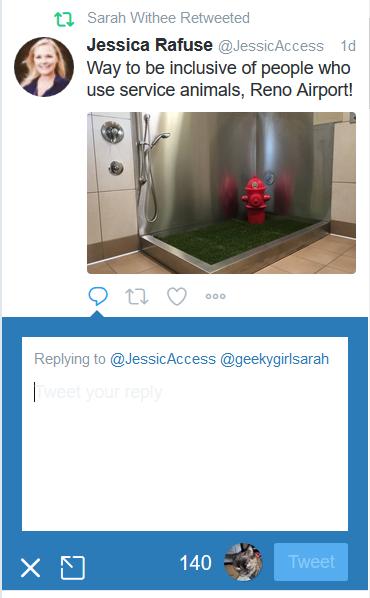 Sarah Withee Retweeted
Jessica Rafuse @JessicAccess 1d
Way to be inclusive of people who
use service animals, Reno Airport!
Replying to @JessicAccess @geekygirlsarah
Tweet your reply
140 Tweet